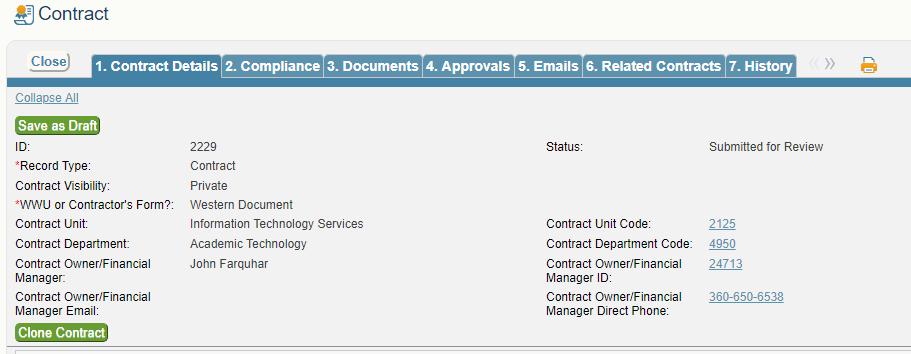 Contract
Close 1. Contract Details 2. Compliance 3. Documents 4. Approvals 5. Emails 6. Related Contracts 7. History « »
Collapse All
Save as Draft
ID: 2229 Status: Submitted for Review
*Record Type: Contract
Contract Visibility: Private
*WWU or Contractor's Form?: Western Document
Contract Unit: Information Technology Services Contract Unit Code: 2125
Contract Department: Academic Technology Contract Department Code: 4950
Contract Owner/Financial John Farquhar Contract Owner/Financial 24713
Manager: Manager ID:
Contract Owner/Financial Contract Owner/Financial 360-650-6538
Manager Email: Manager Direct Phone:
Clone Contract